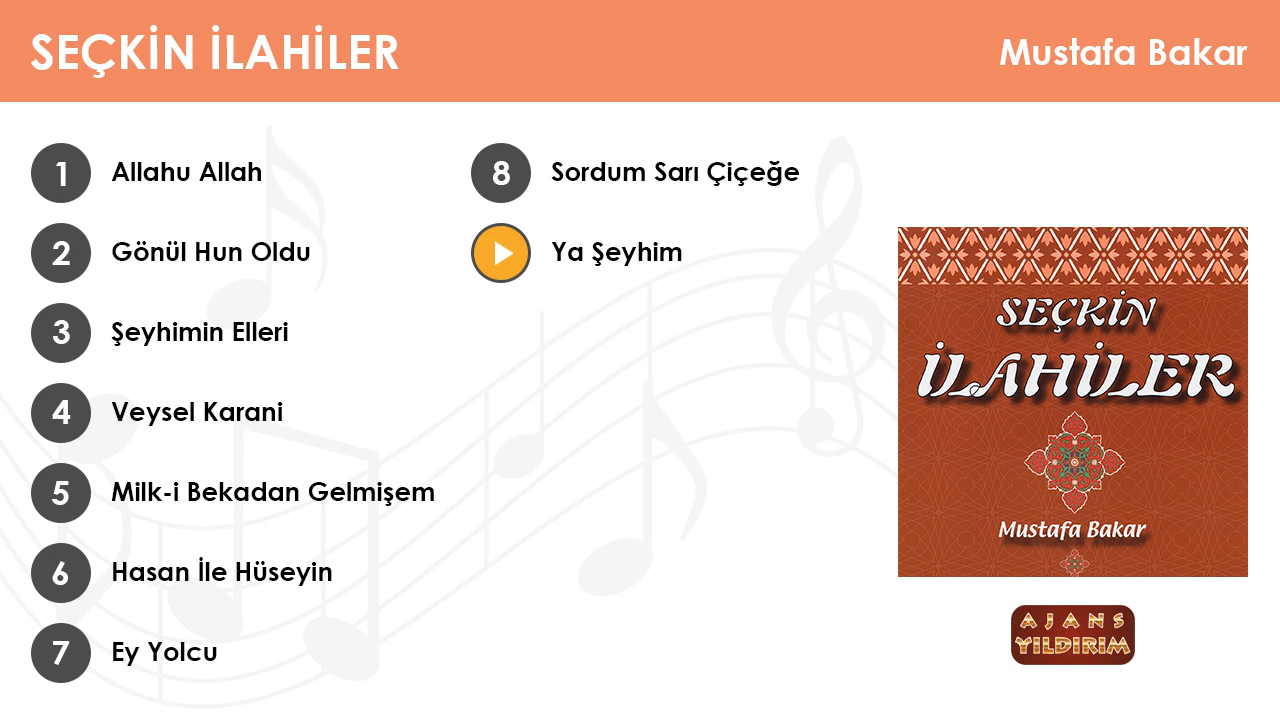 SEÇKİN İLAHİLER
Mustafa Bakar
1 Allahu Allah
2 Gönül Hun Oldu
3 Şeyhimin Elleri
4 Veysel Karani
5 Milk-i Bekadan Gelmişem
6 Hasan İle Hüseyin
7 Ey Yolcu
8 Sordum Sarı Çiçeğe
Ya Şeyhim
SEÇKİN
İLAHİLER
Mustafa Bakar
AJANS
YILDIRIM